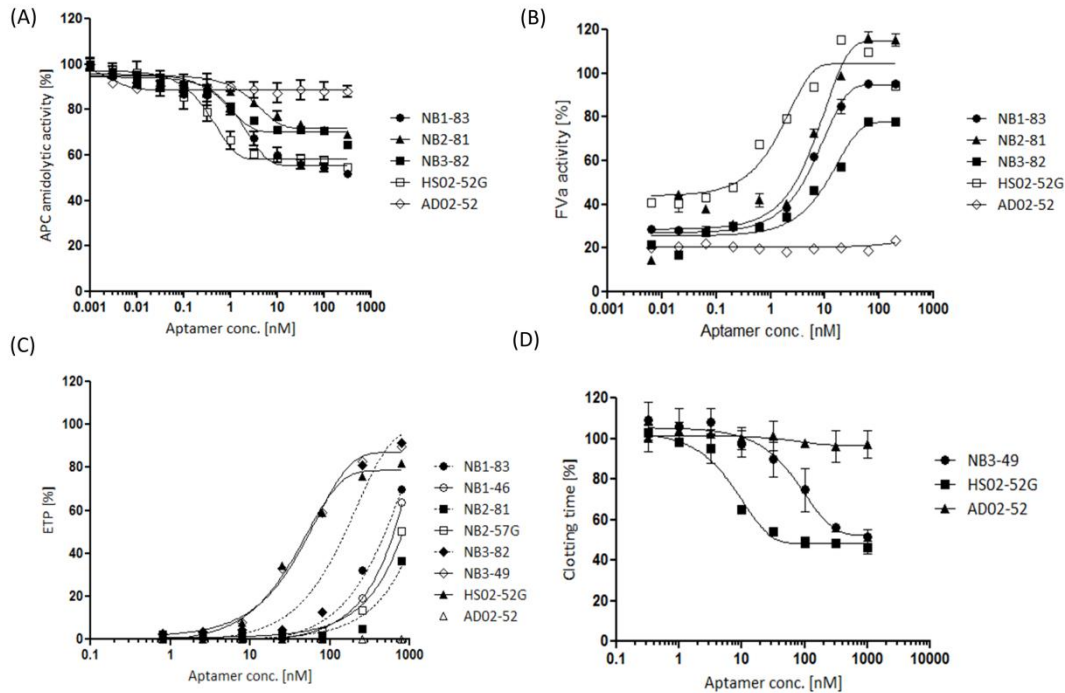 (A)
120
100
80
60
40
20
0
APC amidolytic activity [%]
0.001 0.01 0.1 1 10 100 1000
Aptamer conc. [nM]
NB1-83
NB2-81
NB3-82
HS02-52G
AD02-52
(B)
120
100
80
60
40
20
0
FVa activity [%]
0.001 0.01 0.1 1 10 100 1000
Aptamer conc. [nM]
NB1-83
NB2-81
NB3-82
HS02-52G
AD02-52
(C)
120
100
80
60
40
20
0
ETP [%]
0.1 1 10 100 1000
Aptamer conc. [nM]
NB1-83
NB1-46
NB2-81
NB2-57G
NB3-82
NB3-49
HS02-52G
AD02-52
(D)
120
100
80
60
40
20
0
Clotting time [%]
0.1 1 10 100 1000 10000
Aptamer conc. [nM]
NB3-49
HS02-52G
AD02-52